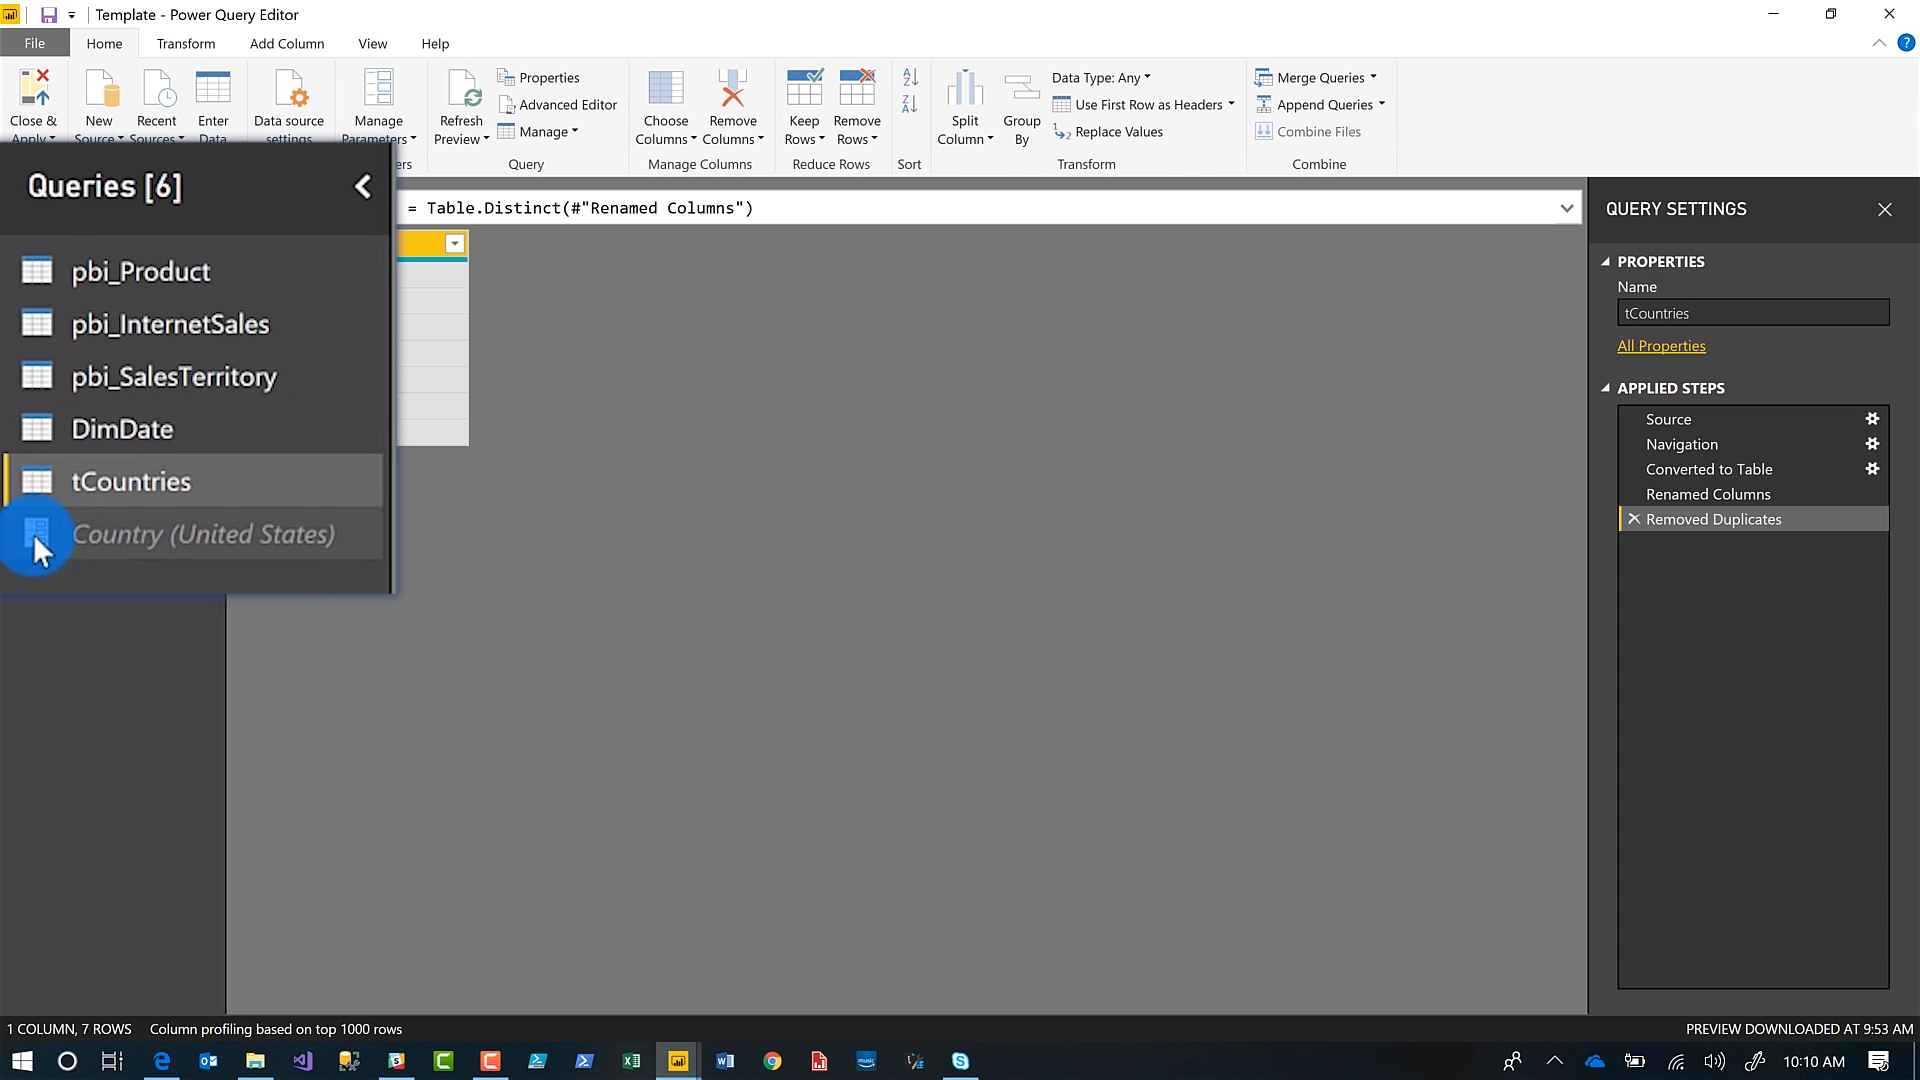 Template - Power Query Editor
File Home Transform Add Column View Help
Close & Apply
New Source
Recent Sources
Enter Data
Data source settings
Manage Parameters
Refresh Preview
Properties
Advanced Editor
Manage
Query
Choose Columns
Remove Columns
Manage Columns
Keep Rows
Remove Rows
Reduce Rows
Sort
Split Column
Group By
Data Type: Any
Use First Row as Headers
Replace Values
Transform
Merge Queries
Append Queries
Combine Files
Combine
ers
Queries [6]
pbi_Product
pbi_InternetSales
pbi_SalesTerritory
DimDate
tCountries
Country (United States)
= Table.Distinct(#"Renamed Columns")
QUERY SETTINGS
PROPERTIES
Name
tCountries
All Properties
APPLIED STEPS
Source
Navigation
Converted to Table
Renamed Columns
Removed Duplicates
1 COLUMN, 7 ROWS Column profiling based on top 1000 rows
PREVIEW DOWNLOADED AT 9:53 AM
10:10 AM